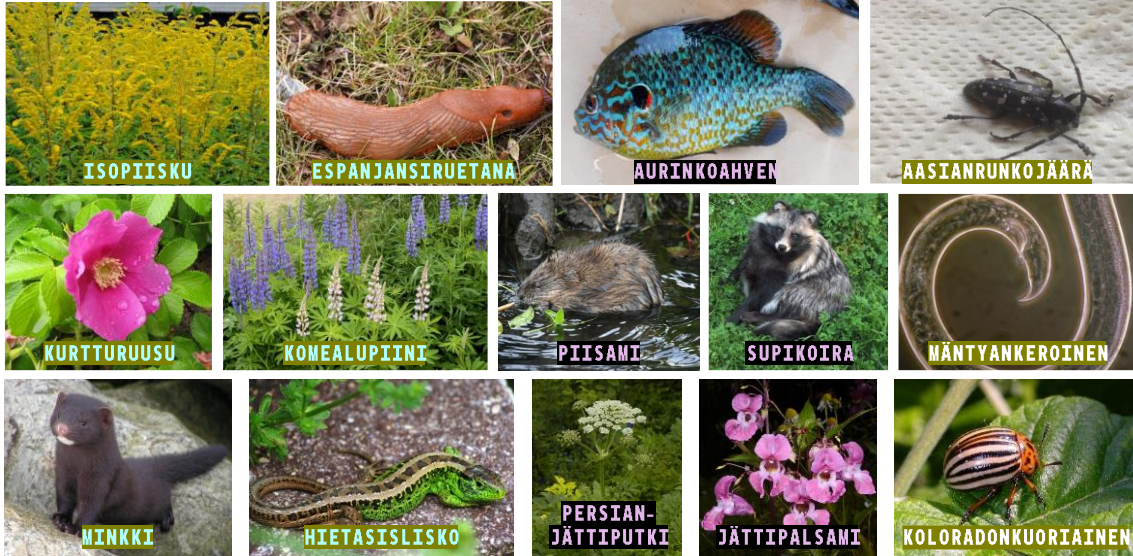 ISOPIISKU
ESPANJANSIRUETANA
AURINKOAHVEN
AASIANRUNKOJÄÄRÄ
KURTTURUUSU
KOMEALUPIINI
PIISAMI
SUPIKOIRA
MÄNTYANKEROINEN
MINKKI
HIETASISLISKO
PERSIAN-
JÄTTIPUTKI
JÄTTIPALSAMI
KOLORADONKUORIAINEN